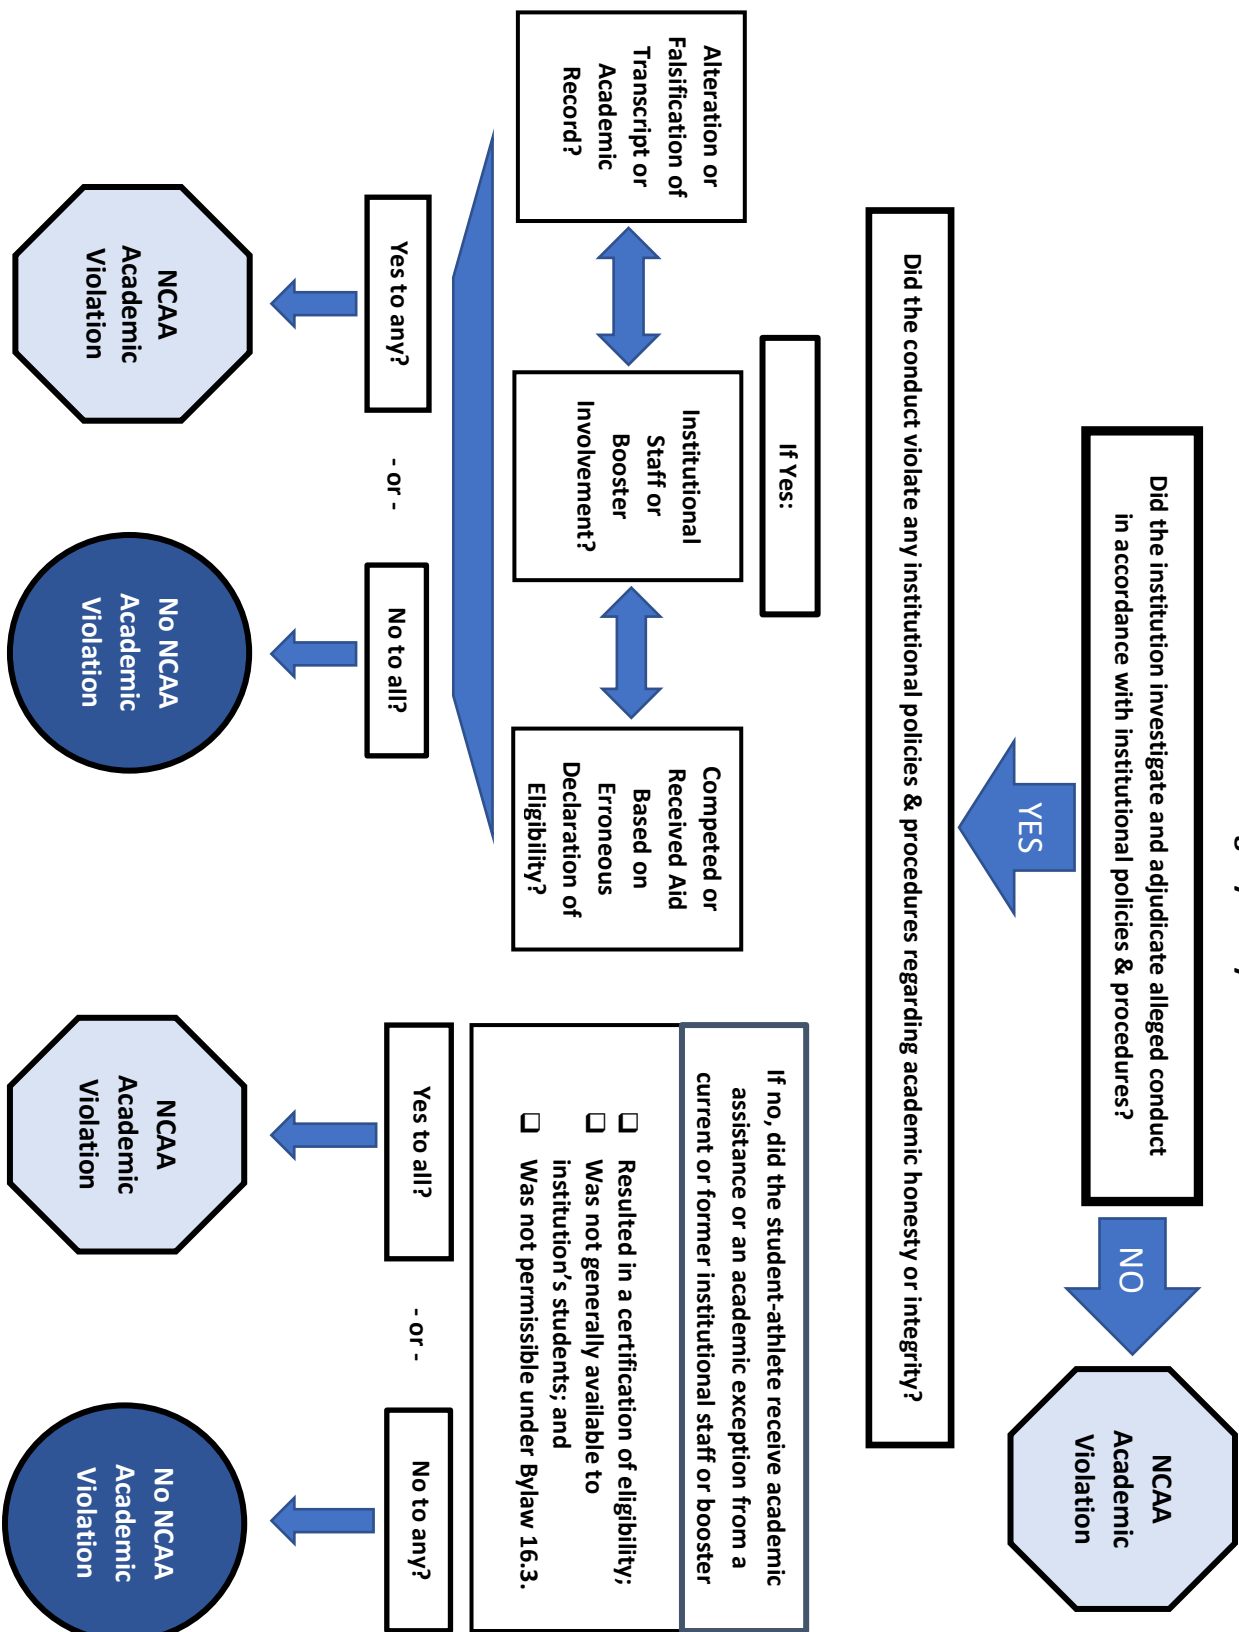 Did the institution investigate and adjudicate alleged conduct
in accordance with institutional policies & procedures?
NO
NCAA
Academic
Violation
YES
Did the conduct violate any institutional policies & procedures regarding academic honesty or integrity?
If Yes:
Alteration or
Falsification of
Transcript or
Academic
Record?
Institutional
Staff or
Booster
Involvement?
Competed or
Received Aid
Based on
Erroneous
Declaration of
Eligibility?
Yes to any?
- or -
No to all?
NCAA
Academic
Violation
No NCAA
Academic
Violation
If no, did the student-athlete receive academic
assistance or an academic exception from a
current or former institutional staff or booster
❑ Resulted in a certification of eligibility;
❑ Was not generally available to
institution's students; and
❑ Was not permissible under Bylaw 16.3.
Yes to all?
- or -
No to any?
NCAA
Academic
Violation
No NCAA
Academic
Violation